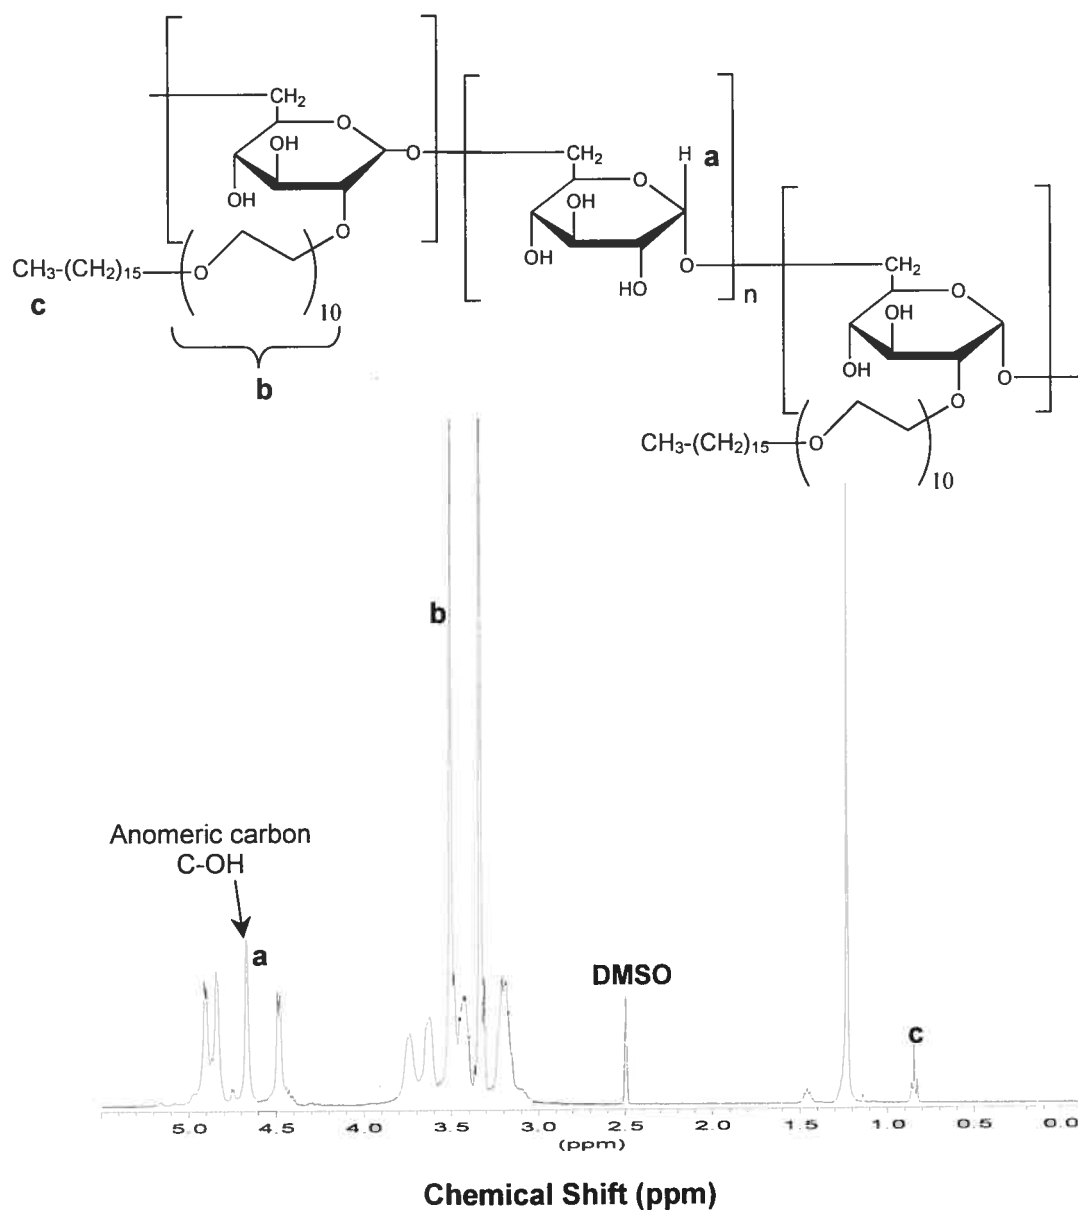 CH2
O
OH
O
OH
O
CH3-(CH2)15
O
10
c
b
CH2
H
a
O
OH
OH
HO
O
n
CH2
O
OH
OH
O
O
CH3-(CH2)15
O
10
b
Anomeric carbon
C-OH
a
DMSO
c
5.0 4.5 4.0 3.5 3.0 2.5 2.0 1.5 1.0 0.5 0.0
(ppm)
Chemical Shift (ppm)